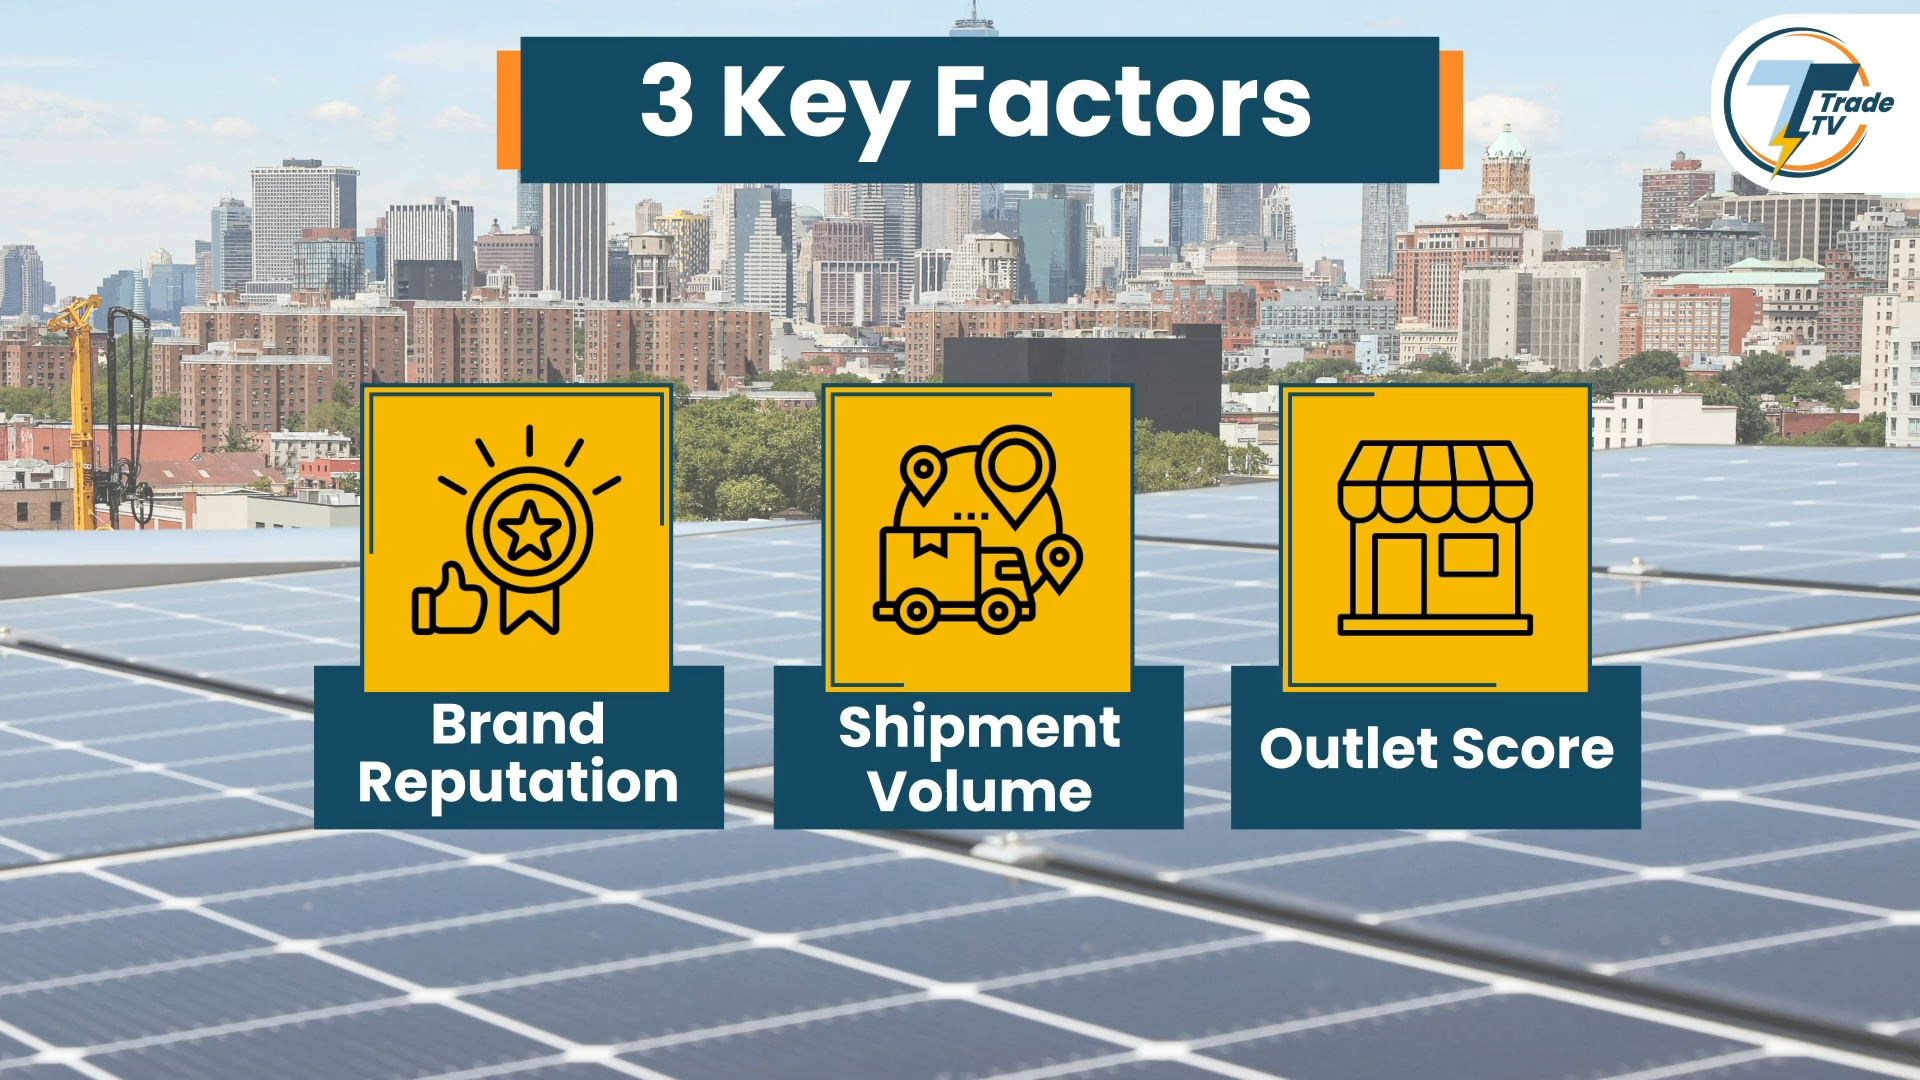 3 Key Factors
Trade
TV
Brand
Reputation
Shipment
Volume
Outlet Score